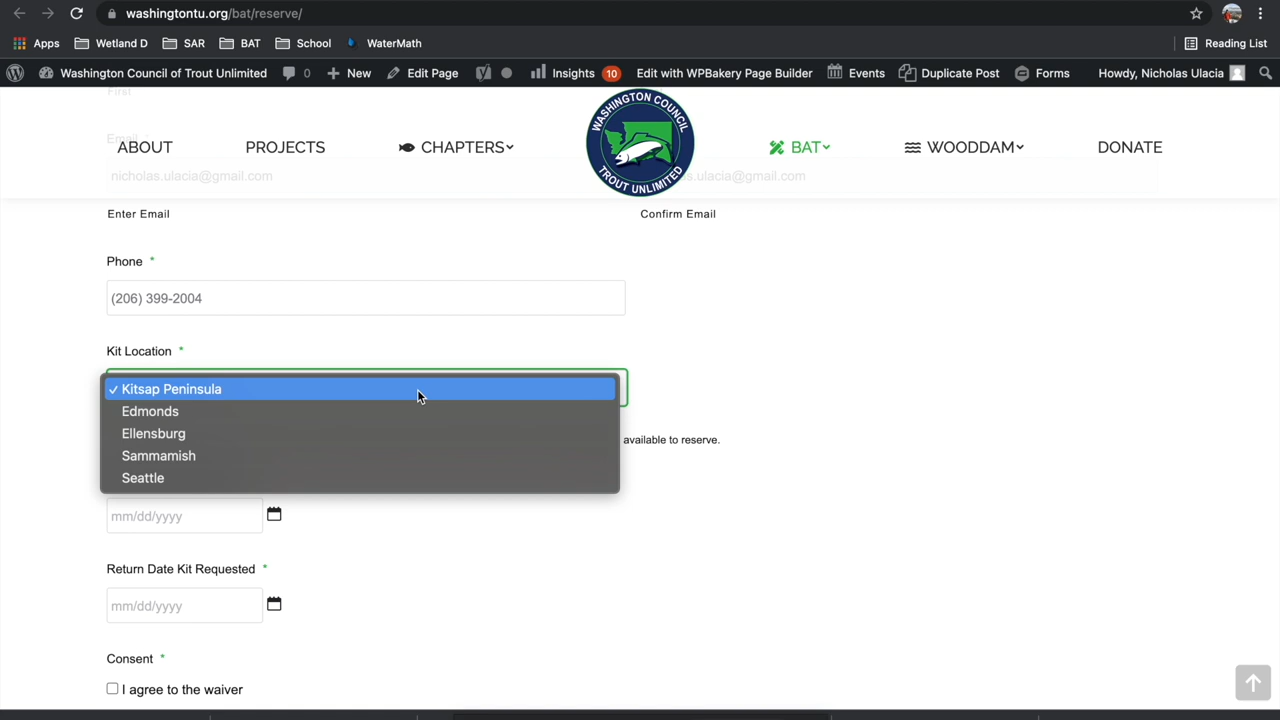 washingtontu.org/bat/reserve/
Apps Wetland D SAR BAT School WaterMath Reading List
Washington Council of Trout Unlimited 0 New Edit Page Insights 10 Edit with WPBakery Page Builder Events Duplicate Post Forms Howdy, Nicholas Ulacia
First
Email *
WASHINGTON COUNCIL
TROUT UNLIMITED
ABOUT PROJECTS CHAPTERS BAT WOODDAM DONATE
nicholas.ulacia@gmail.com s.ulacia@gmail.com
Enter Email Confirm Email
Phone *
(206) 399-2004
Kit Location *
✓ Kitsap Peninsula
Edmonds
Ellensburg
available to reserve.
Sammamish
Seattle
mm/dd/yyyy
Return Date Kit Requested *
mm/dd/yyyy
Consent *
I agree to the waiver